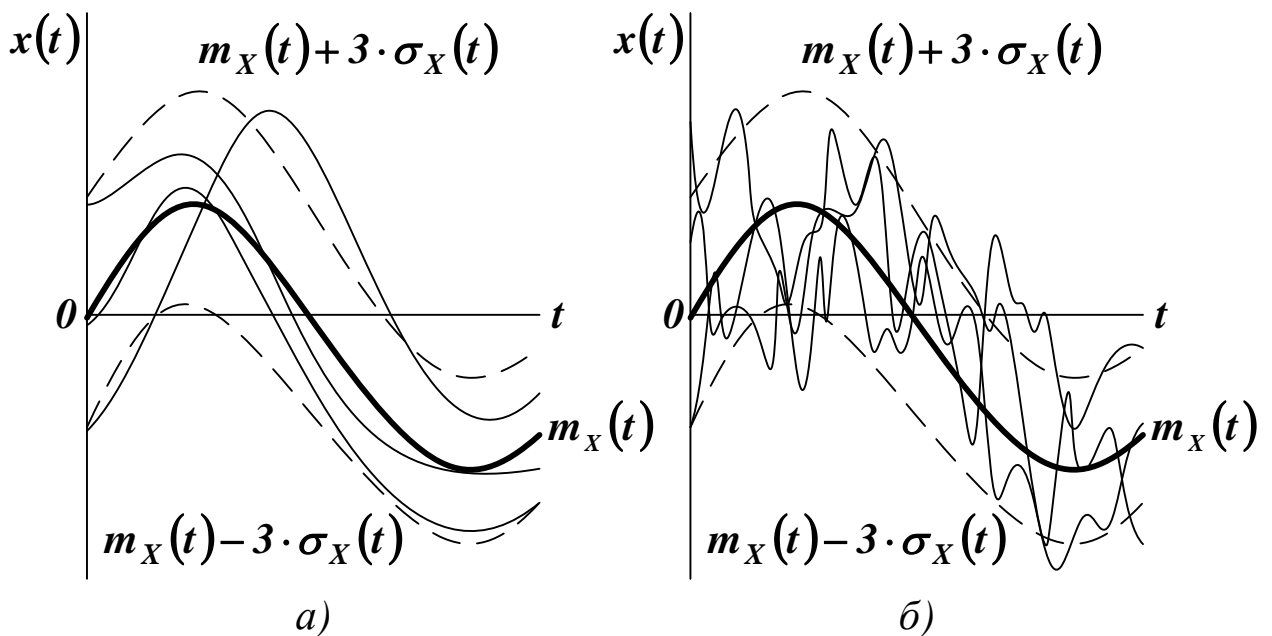 x(t) m_X(t)+3·σ_X(t) x(t) m_X(t)+3·σ_X(t)
0 t 0 t
m_X(t) m_X(t)
m_X(t)−3·σ_X(t) m_X(t)−3·σ_X(t)
а) б)